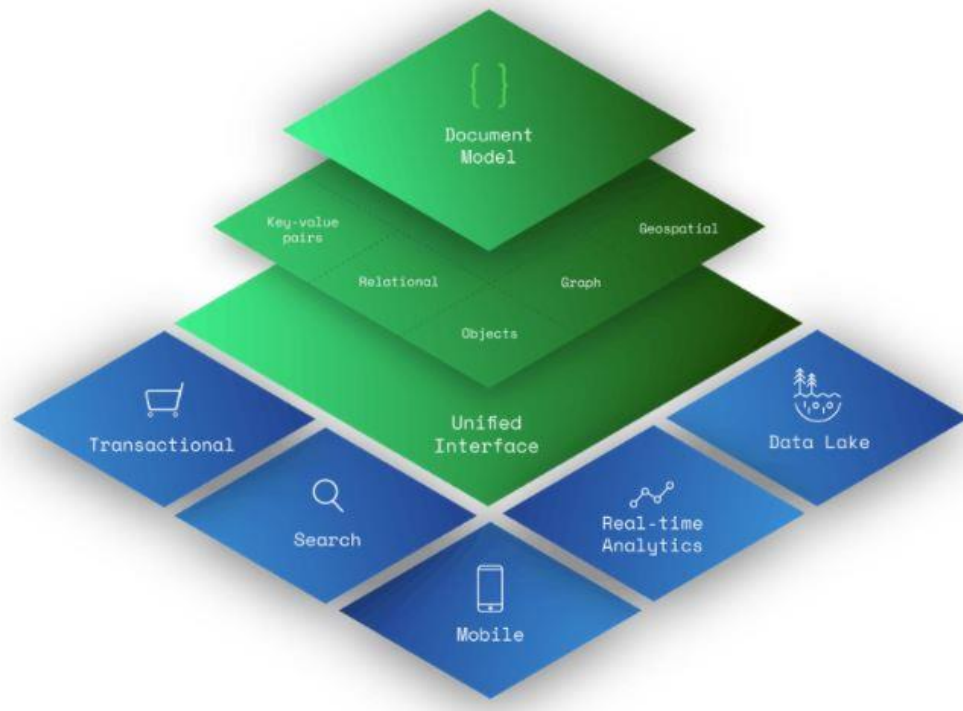 { }
Document
Model
Key-value
pairs
Geospatial
Relational
Graph
Objects
Unified
Interface
Transactional
Data Lake
Search
Real-time
Analytics
Mobile